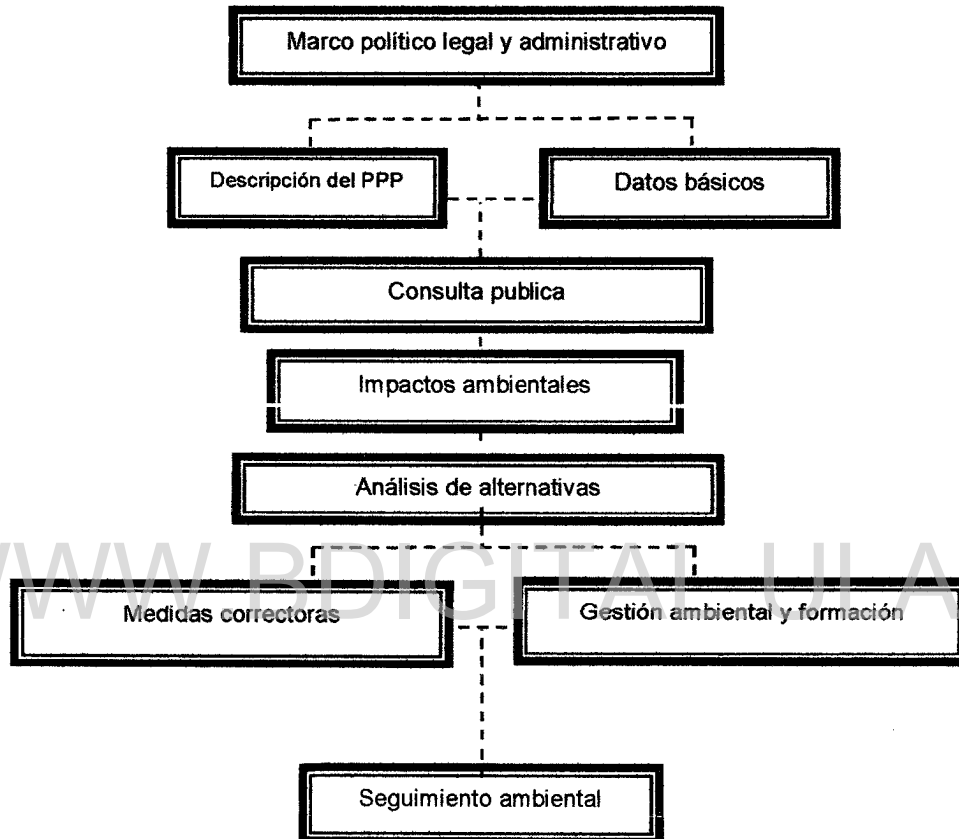 Marco político legal y administrativo
Descripción del PPP
Datos básicos
Consulta publica
Impactos ambientales
Análisis de alternativas
WWW.BDIGITAL.ULA
Medidas correctoras
Gestión ambiental y formación
Seguimiento ambiental